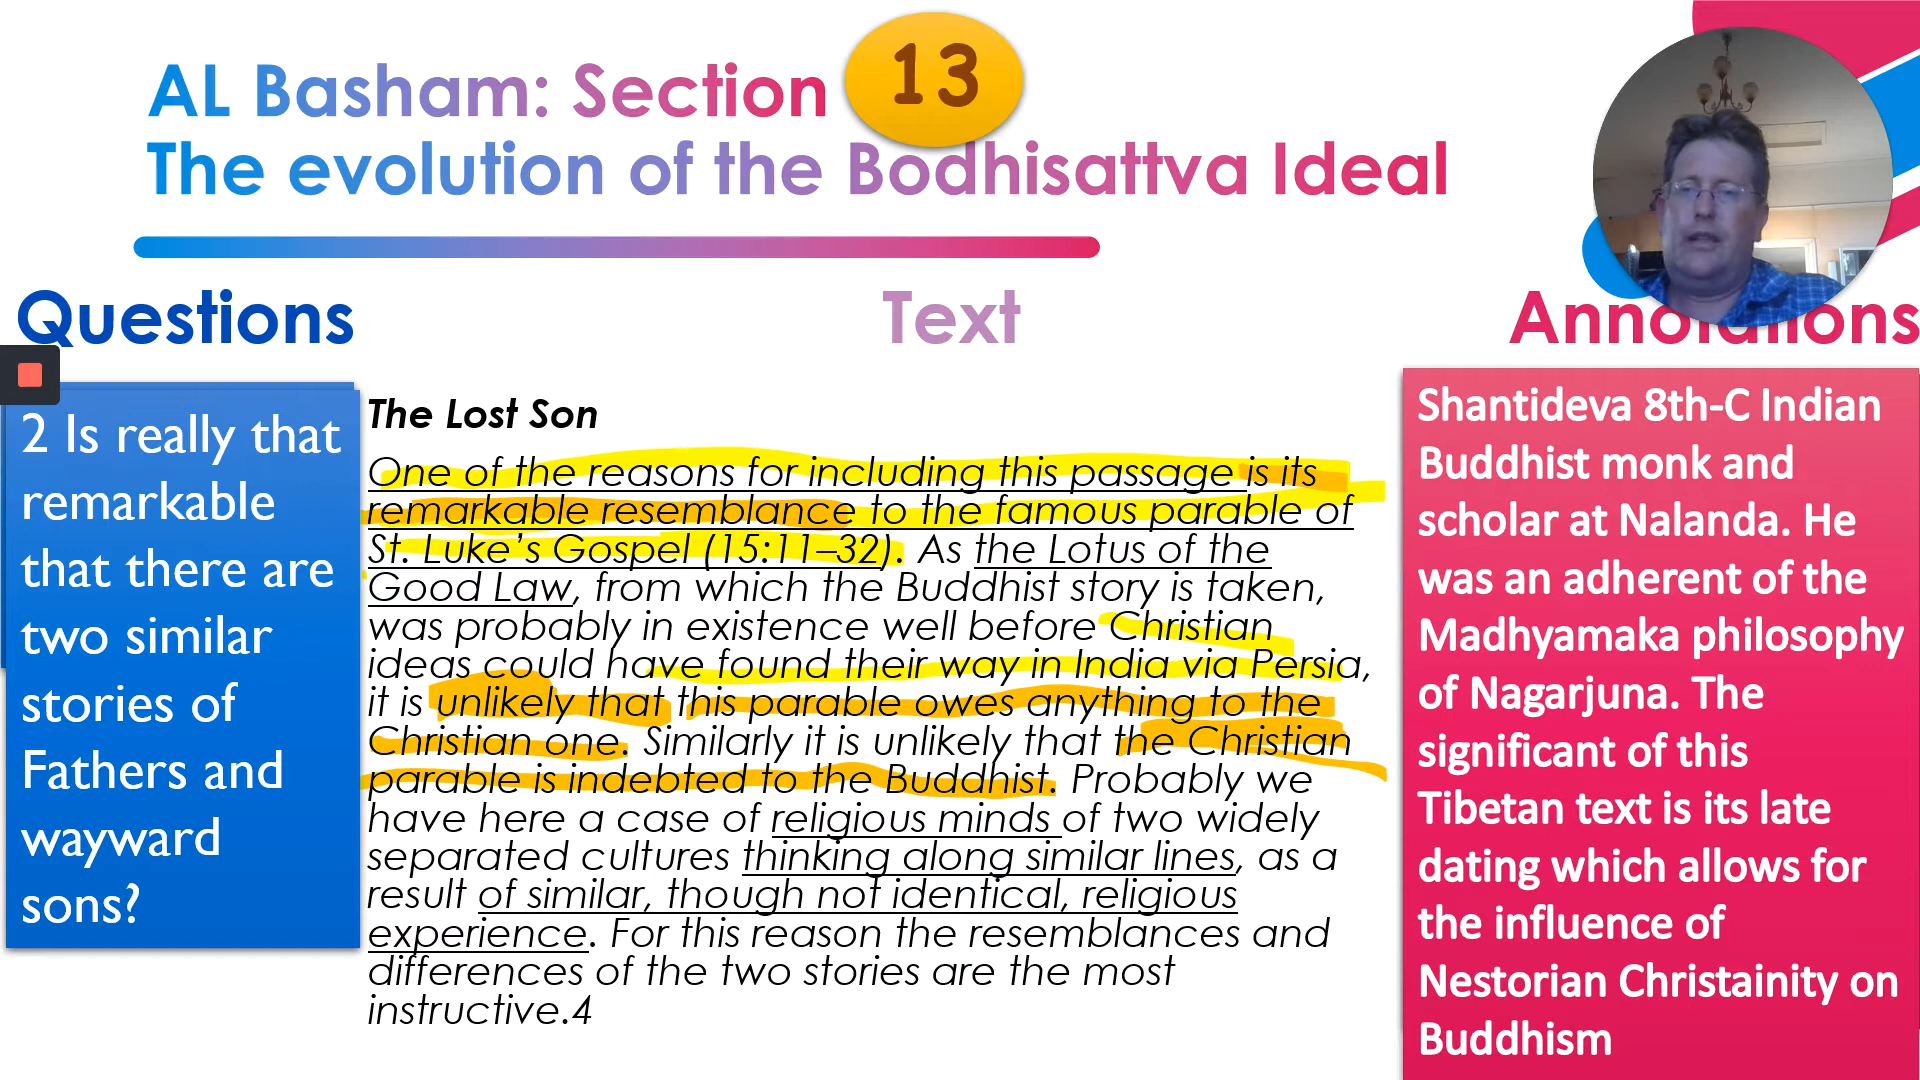 AL Basham: Section 13
The evolution of the Bodhisattva Ideal
Questions
Text
Annotations
2 Is really that
remarkable
that there are
two similar
stories of
Fathers and
wayward
sons?
The Lost Son
One of the reasons for including this passage is its
remarkable resemblance to the famous parable of
St. Luke’s Gospel (15:11–32). As the Lotus of the
Good Law, from which the Buddhist story is taken,
was probably in existence well before Christian
ideas could have found their way in India via Persia,
it is unlikely that this parable owes anything to the
Christian one. Similarly it is unlikely that the Christian
parable is indebted to the Buddhist. Probably we
have here a case of religious minds of two widely
separated cultures thinking along similar lines, as a
result of similar, though not identical, religious
experience. For this reason the resemblances and
differences of the two stories are the most
instructive.4
Shantideva 8th-C Indian
Buddhist monk and
scholar at Nalanda. He
was an adherent of the
Madhyamaka philosophy
of Nagarjuna. The
significant of this
Tibetan text is its late
dating which allows for
the influence of
Nestorian Christainity on
Buddhism